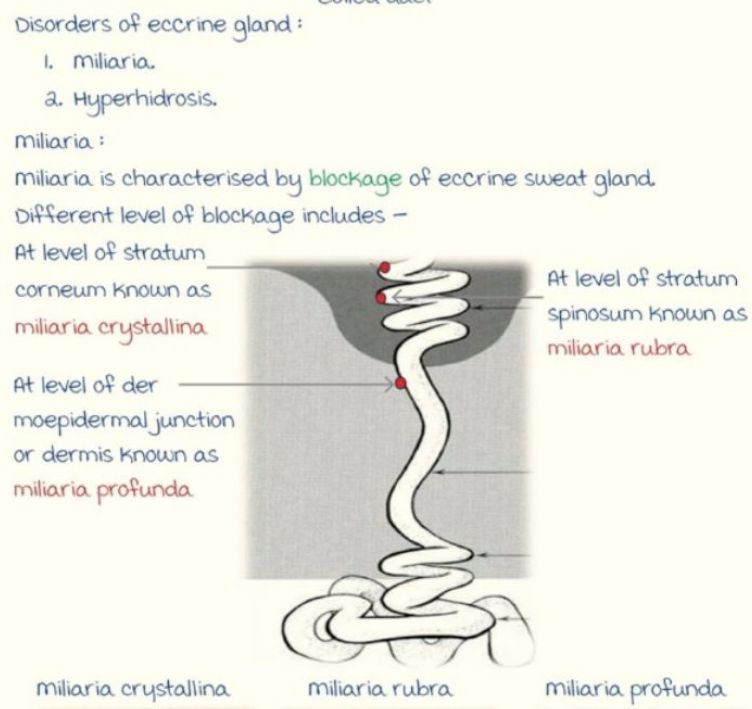 Disorders of eccrine gland :
1. Miliaria.
2. Hyperhidrosis.
Miliaria :
Miliaria is characterised by blockage of eccrine sweat gland.
Different level of blockage includes –
At level of stratum
corneum known as
miliaria crystallina
At level of stratum
spinosum known as
miliaria rubra
At level of der
moepidermal junction
or dermis known as
miliaria profunda
miliaria crystallina
miliaria rubra
miliaria profunda